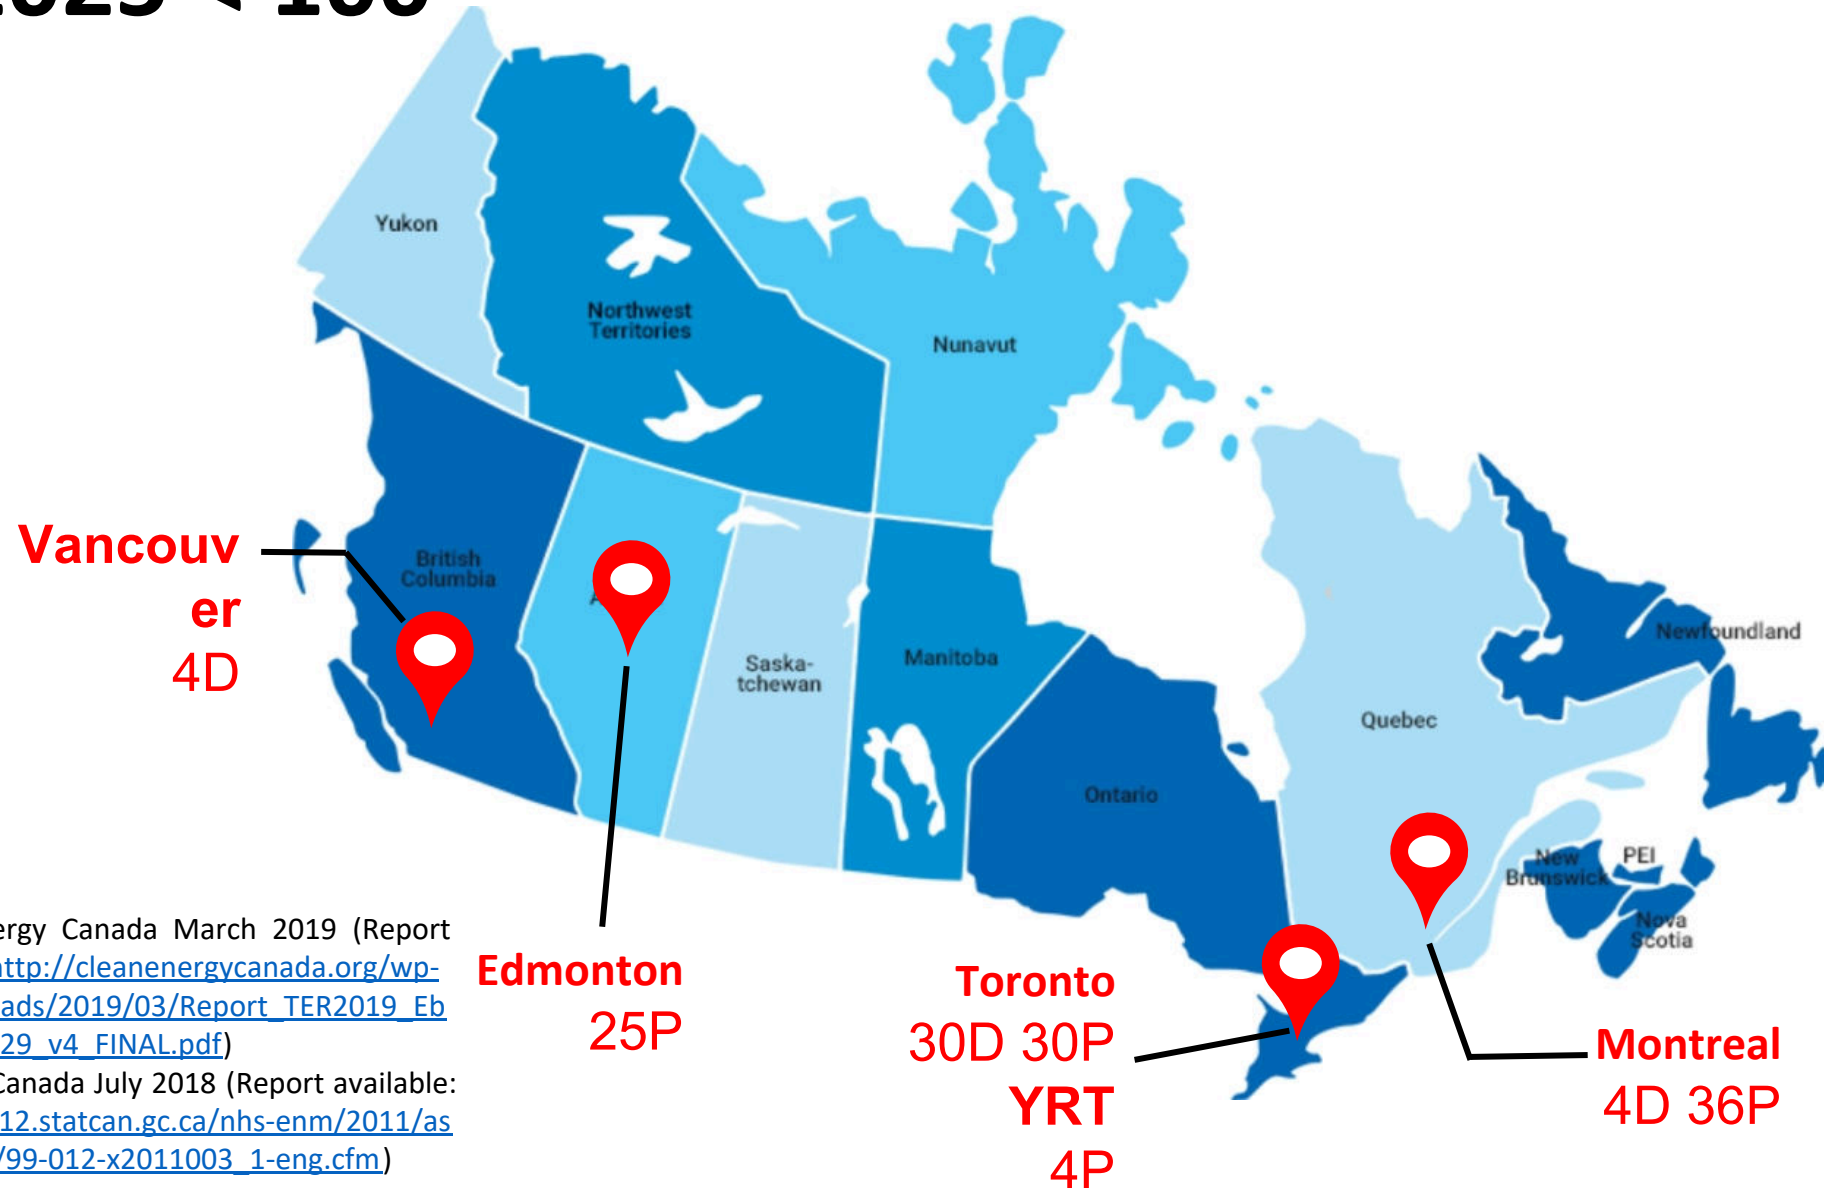 2025 < 100
Yukon
Northwest
Territories
Nunavut
Vancouv
er
4D
British
Columbia
A
Saska-
tchewan
Manitoba
Ontario
Quebec
Newfoundland
New
Brunswick
PEI
Nova
Scotia
ergy Canada March 2019 (Report
http://cleanenergycanada.org/wp-
ads/2019/03/Report_TER2019_Eb
29_v4_FINAL.pdf)
Canada July 2018 (Report available:
12.statcan.gc.ca/nhs-enm/2011/as
/99-012-x2011003_1-eng.cfm)
Edmonton
25P
Toronto
30D 30P
YRT
4P
Montreal
4D 36P